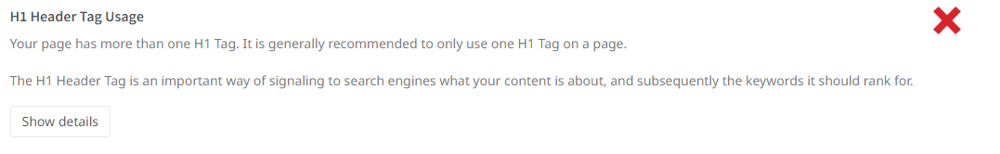 H1 Header Tag Usage
Your page has more than one H1 Tag. It is generally recommended to only use one H1 Tag on a page.
The H1 Header Tag is an important way of signaling to search engines what your content is about, and subsequently the keywords it should rank for.
Show details